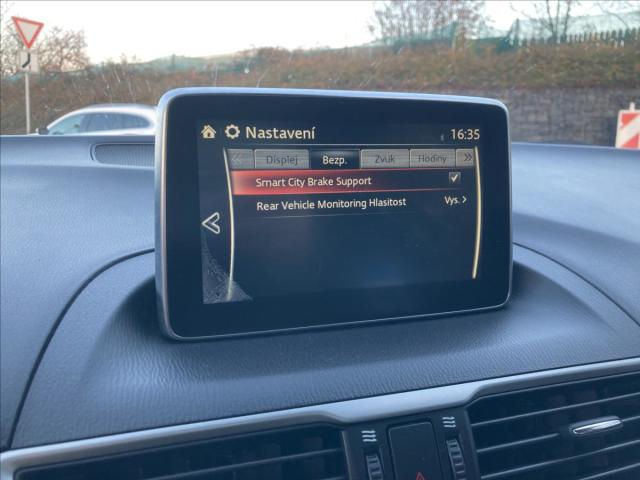 Nastavení 16:35
Displej Bezp. Zvuk Hodiny
Smart City Brake Support
Rear Vehicle Monitoring Hlasitost Vys.